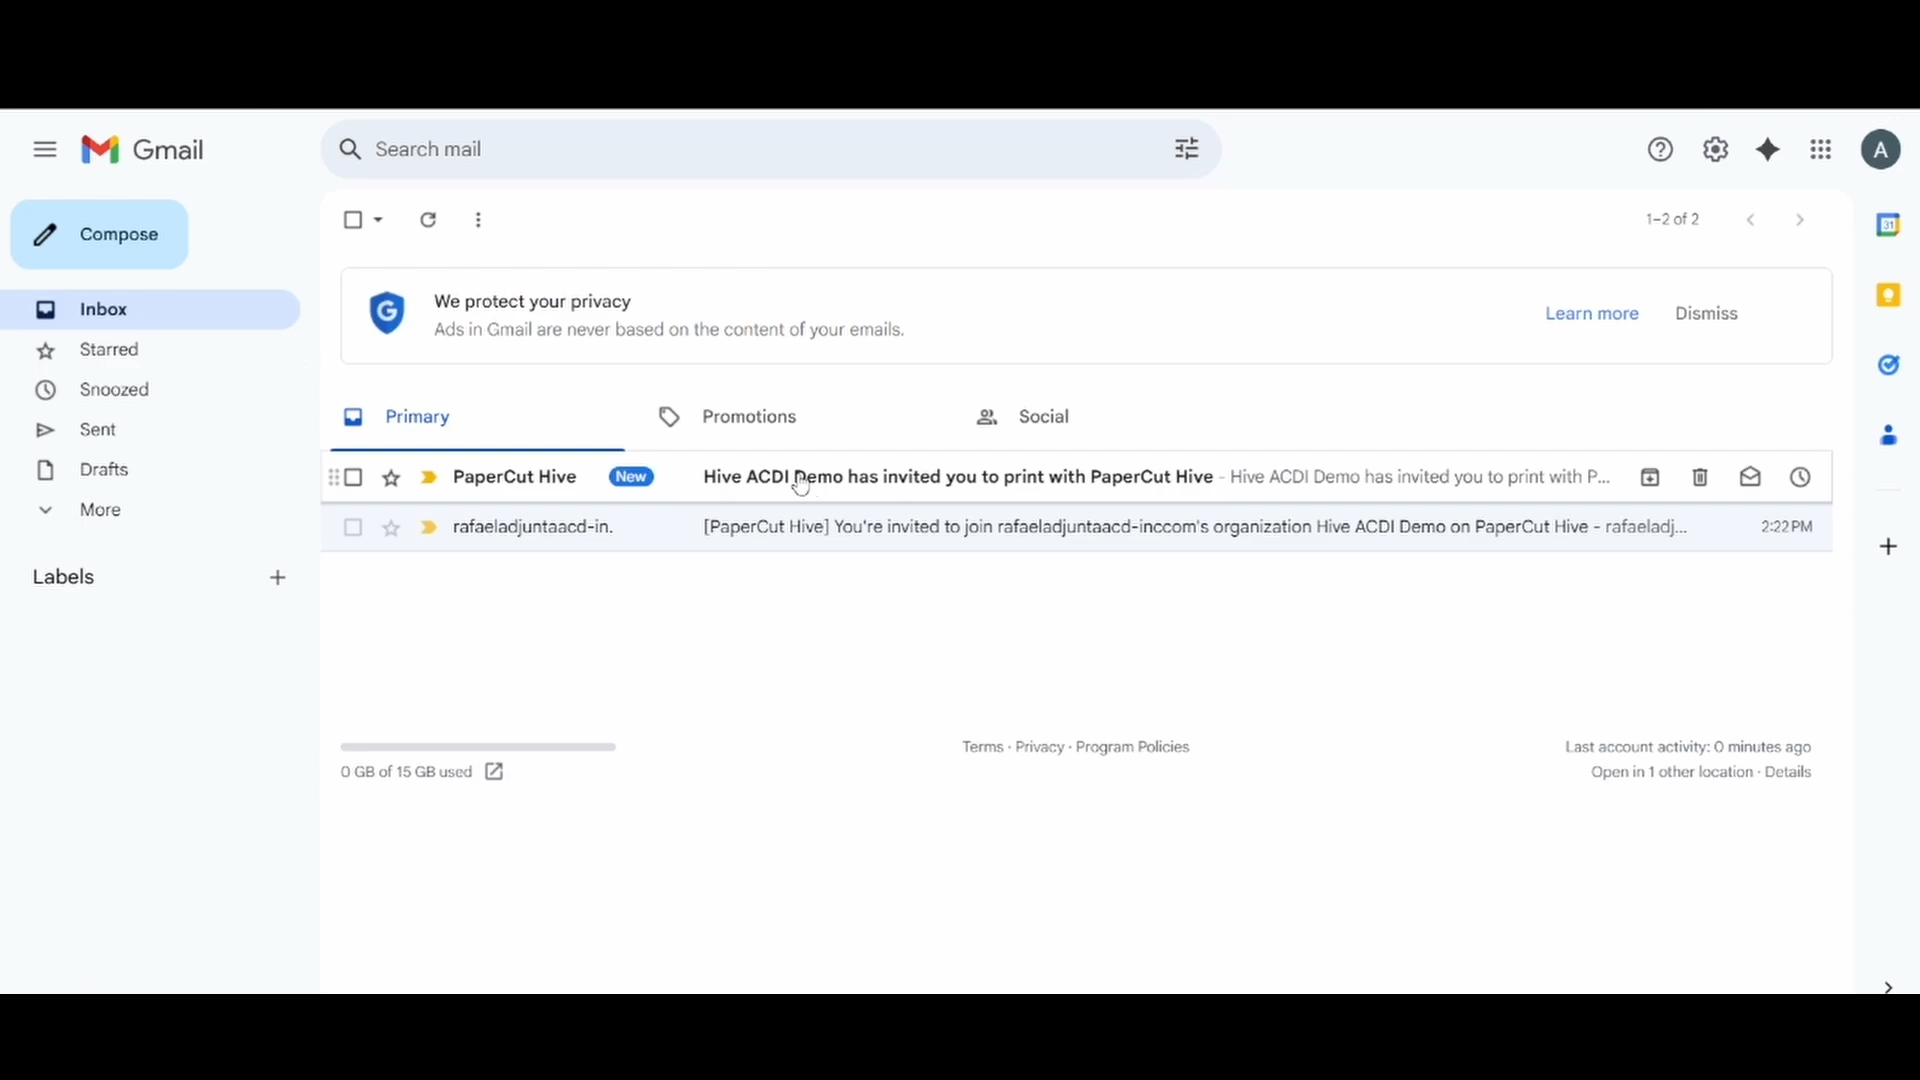 Gmail
Search mail
A
Compose
1–2 of 2
31
Inbox
We protect your privacy
Ads in Gmail are never based on the content of your emails.
Learn more
Dismiss
Starred
Snoozed
Primary
Promotions
Social
Sent
Drafts
PaperCut Hive New Hive ACDI Demo has invited you to print with PaperCut Hive - Hive ACDI Demo has invited you to print with P...
More
rafaeladjuntaacd-in. [PaperCut Hive] You're invited to join rafaeladjuntaacd-inccom's organization Hive ACDI Demo on PaperCut Hive - rafaeladj... 2:22 PM
Labels
0 GB of 15 GB used
Terms · Privacy · Program Policies
Last account activity: 0 minutes ago
Open in 1 other location · Details